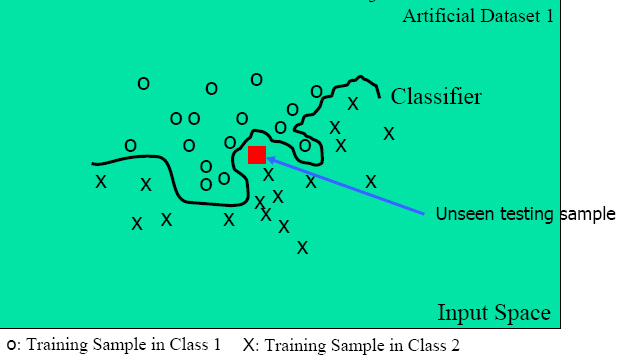 Artificial Dataset 1
Classifier
Unseen testing sample
Input Space
o: Training Sample in Class 1 X: Training Sample in Class 2